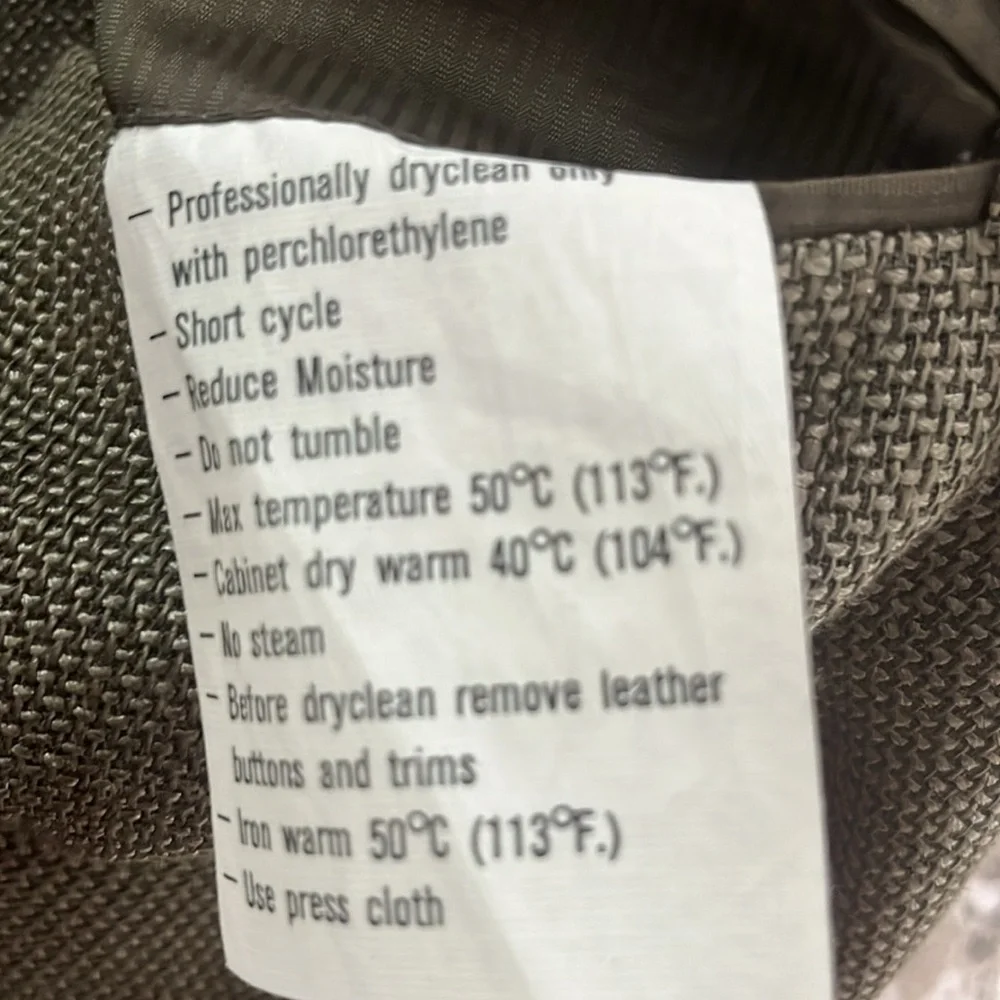 - Professionally dryclean only
with perchlorethylene
- Short cycle
- Reduce Moisture
- Do not tumble
- Max temperature 50°C (113°F.)
- Cabinet dry warm 40°C (104°F.)
- No steam
- Before dryclean remove leather
buttons and trims
- Iron warm 50°C (113°F.)
- Use press cloth